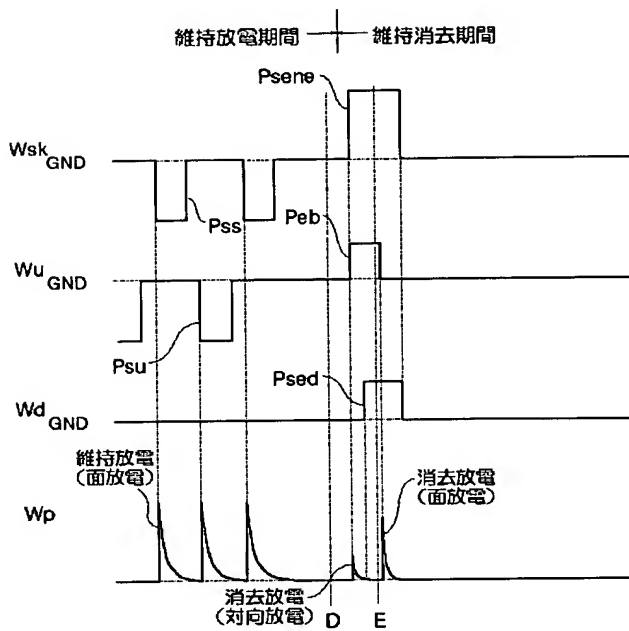 維持放電期間
維持消去期間
Psene
Wsk GND
Pss
Peb
Wu GND
Psu
Psed
Wd GND
維持放電
(面放電)
消去放電
(面放電)
Wp
消去放電
(対向放電)
D
E